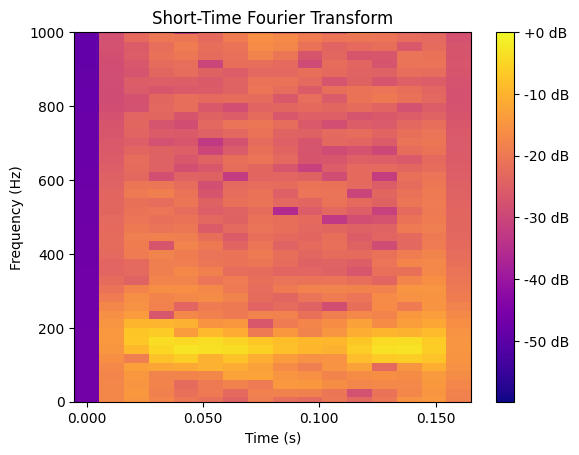 Short-Time Fourier Transform
1000
800
600
400
200
0
Frequency (Hz)
0.000
0.050
0.100
0.150
Time (s)
+0 dB
-10 dB
-20 dB
-30 dB
-40 dB
-50 dB